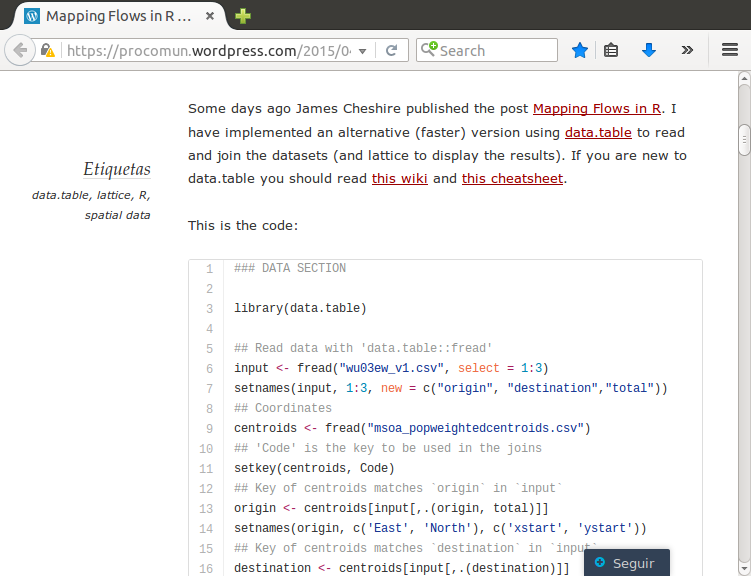 Mapping Flows in R ...
https://procomun.wordpress.com/2015/0
Search
Some days ago James Cheshire published the post Mapping Flows in R. I
have implemented an alternative (faster) version using data.table to read
and join the datasets (and lattice to display the results). If you are new to
data.table you should read this wiki and this cheatsheet.
Etiquetas
data.table, lattice, R,
spatial data
This is the code:
1 ### DATA SECTION
2
3 library(data.table)
4
5 ## Read data with 'data.table::fread'
6 input <- fread("wu03ew_v1.csv", select = 1:3)
7 setnames(input, 1:3, new = c("origin", "destination","total"))
8 ## Coordinates
9 centroids <- fread("msoa_popweightedcentroids.csv")
10 ## 'Code' is the key to be used in the joins
11 setkey(centroids, Code)
12 ## Key of centroids matches `origin` in `input`
13 origin <- centroids[input[,.(origin, total)]]
14 setnames(origin, c('East', 'North'), c('xstart', 'ystart'))
15 ## Key of centroids matches `destination` in `input`
16 destination <- centroids[input[,.(destination)]]
Seguir